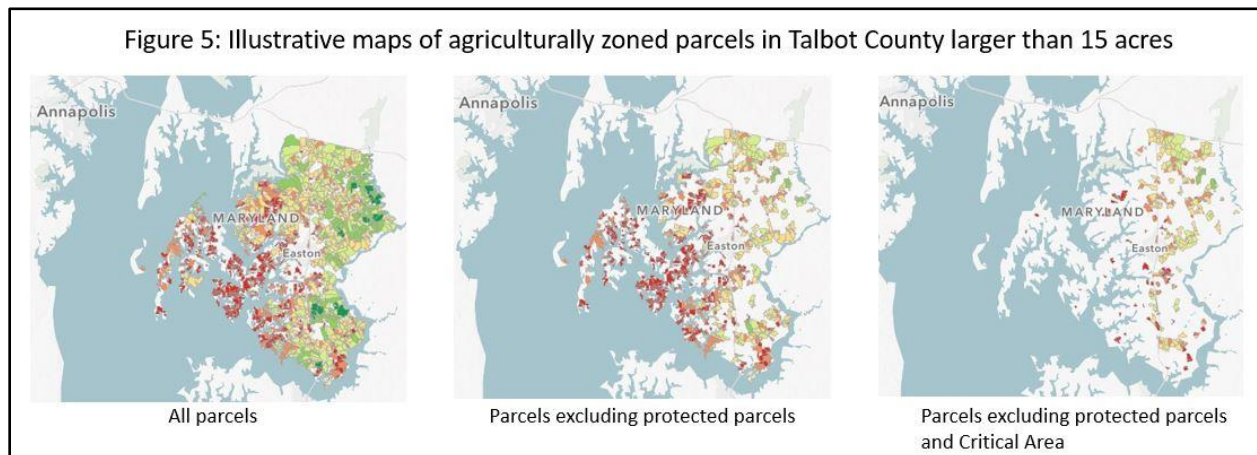 Figure 5: Illustrative maps of agriculturally zoned parcels in Talbot County larger than 15 acres
Annapolis
MARYLAND
Easton
All parcels
Annapolis
MARYLAND
Easton
Parcels excluding protected parcels
Annapolis
MARYLAND
Easton
Parcels excluding protected parcels
and Critical Area